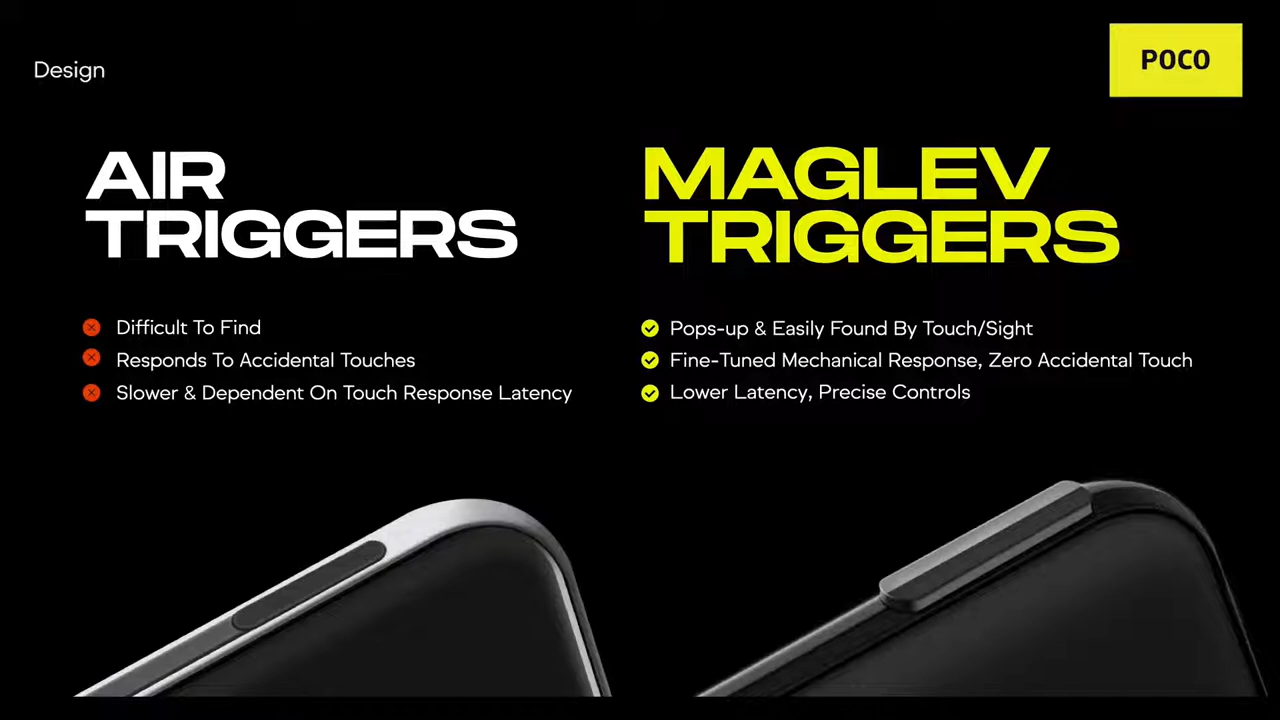 Design
POCO
AIR
TRIGGERS
Difficult To Find
Responds To Accidental Touches
Slower & Dependent On Touch Response Latency
MAGLEV
TRIGGERS
Pops-up & Easily Found By Touch/Sight
Fine-Tuned Mechanical Response, Zero Accidental Touch
Lower Latency, Precise Controls